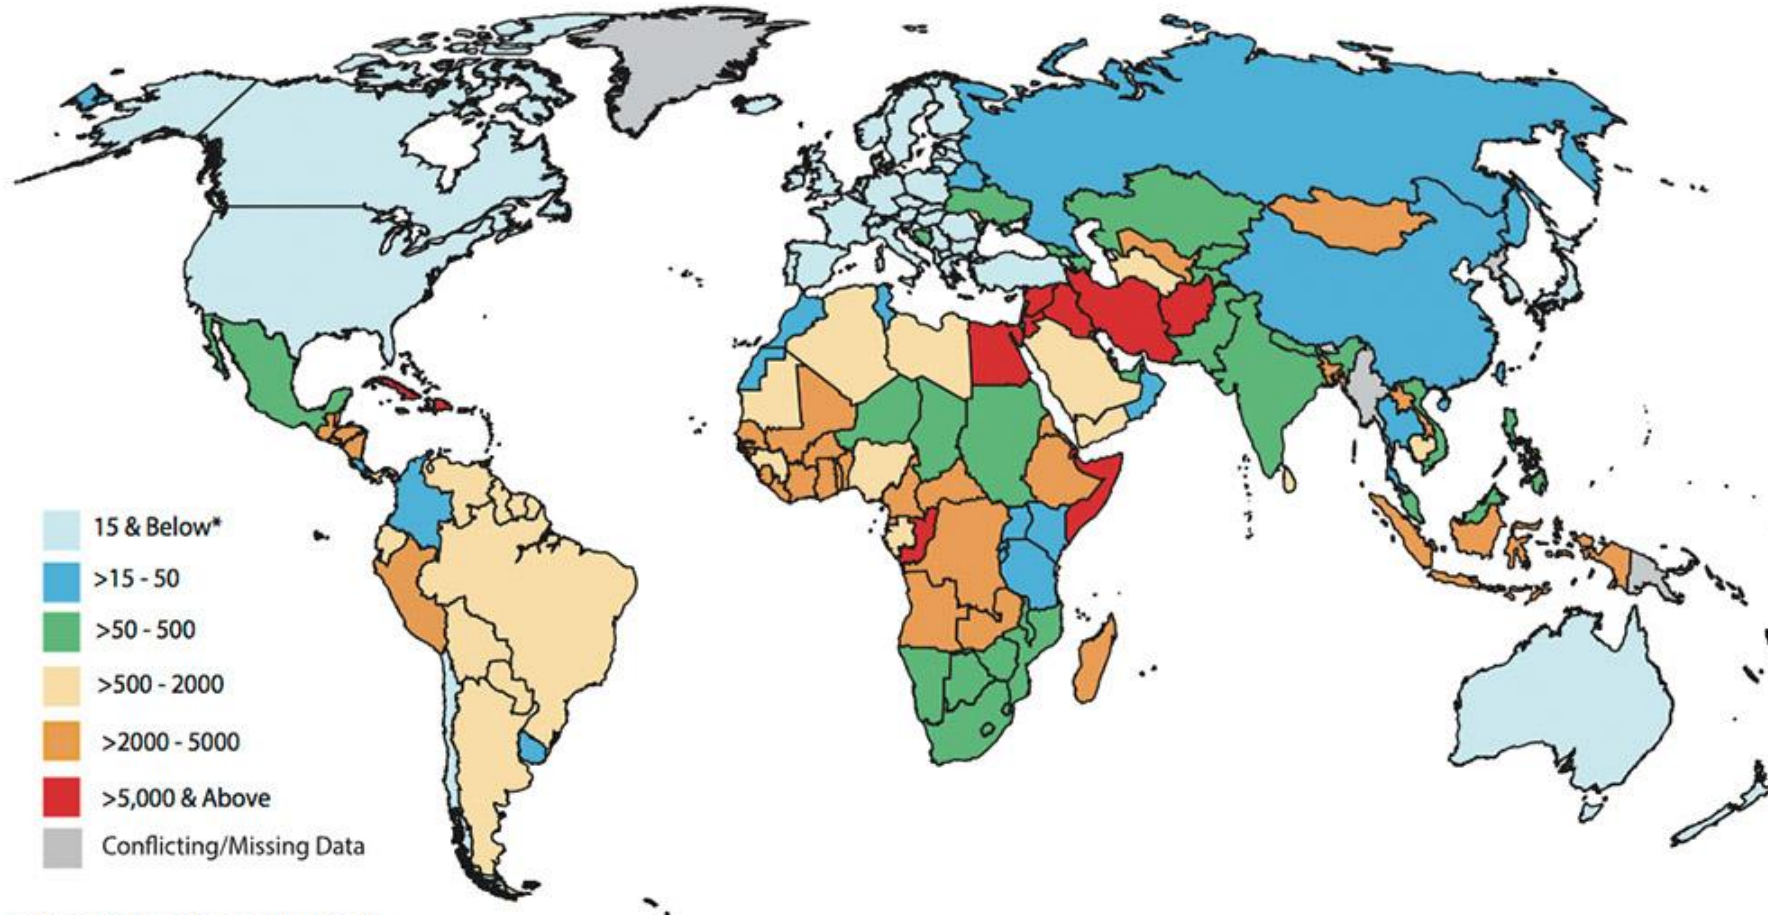 15 & Below*
>15 - 50
>50 - 500
>500 - 2000
>2000 - 5000
>5,000 & Above
Conflicting/Missing Data